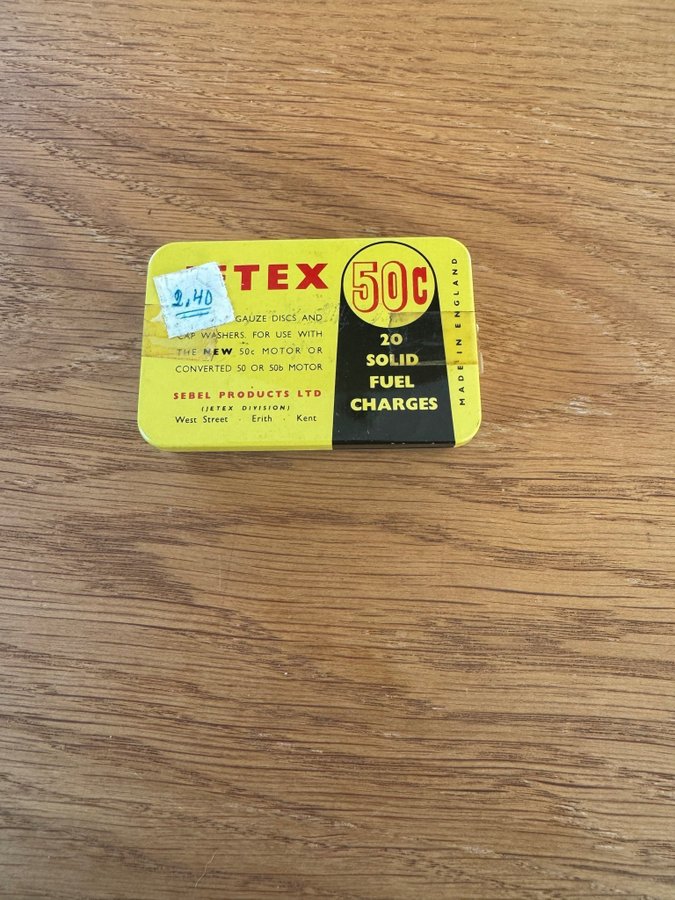 JETEX
50c
2,40
GAUZE DISCS AND
CAP WASHERS. FOR USE WITH
THE NEW 50c MOTOR OR
CONVERTED 50 OR 50b MOTOR
SEBEL PRODUCTS LTD
(JETEX DIVISION)
West Street · Erith · Kent
20
SOLID
FUEL
CHARGES
MADE IN ENGLAND